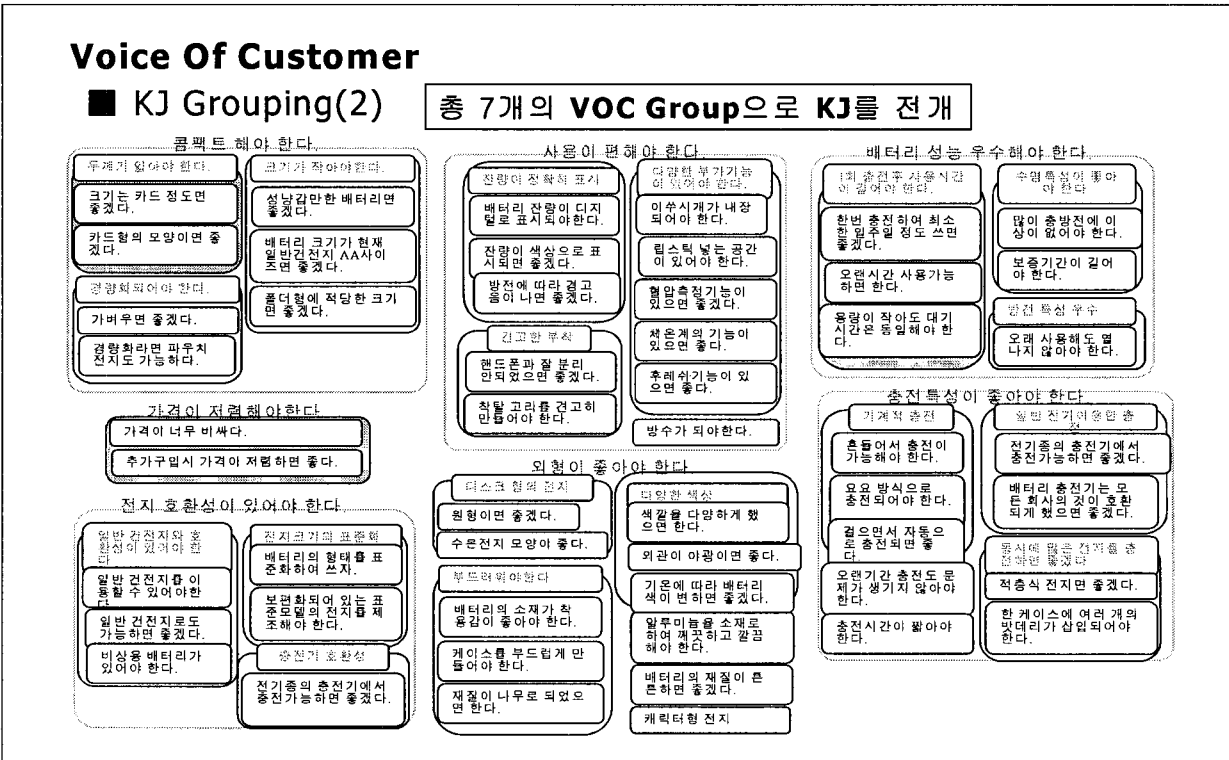 Voice Of Customer
■ KJ Grouping(2)
총 7개의 VOC Group으로 KJ를 전개
콤팩트 해야 한다.
두께가 얇아야 한다.
크기는 카드 정도면
좋겠다.
카드형의 모양이면 좋
겠다.
경량화되어야 한다.
가벼우면 좋겠다.
경량화라면 파우치
전지도 가능하다.
크기가 작아야한다.
성냥갑만한 배터리면
좋겠다.
배터리 크기가 현재
일반건전지 AA사이
즈면 좋겠다.
폴더형에 적당한 크기
면 좋겠다.
가격이 저렴해야한다
가격이 너무 비싸다.
추가구입시 가격이 저렴하면 좋다.
전지 호환성이 있어야 한다
일반 건전지와 호
환성이 있어야 한
다
일반 건전지를 이
용할 수 있어야한
다.
일반 건전지로도
가능하면 좋겠다.
비상용 배터리가
있어야 한다.
전지크기의 표준화
배터리의 형태를 표
준화하여 쓰자.
보편화되어 있는 표
준모델의 전지를 제
조해야 한다.
충전기 호환성
전기종의 충전기에서
충전가능하면 좋겠다.
사용이 편해야 한다.
잔량이 정확히 표시
배터리 잔량이 디지
털로 표시되야한다.
잔량이 색상으로 표
시되면 좋겠다.
방전에 따라 경고
음이 나면 좋겠다.
견고한 부착
핸드폰과 잘 분리
안되었으면 좋겠다.
착탈 고리를 견고히
만들어야 한다.
다양한 부가기능
이 있어야 한다.
이쑤시개가 내장
되어야 한다.
립스틱 넣는 공간
이 있어야 한다.
혈압측정기능이
있으면 좋겠다.
체온계의 기능이
있으면 좋다.
후레쉬기능이 있
으면 좋다.
방수가 되야한다.
외형이 좋아야 한다.
디스크 형의 전지
원형이면 좋겠다.
수은전지 모양이 좋다.
부드러워야한다
배터리의 소재가 착
용감이 좋아야 한다.
케이스를 부드럽게 만
들어야 한다.
재질이 나무로 되었으
면 한다.
다양한 색상
색깔을 다양하게 했
으면 한다.
외관이 야광이면 좋다.
기온에 따라 배터리
색이 변하면 좋겠다.
알루미늄을 소재로
하여 깨끗하고 깔끔
해야 한다.
배터리의 재질이 튼
튼하면 좋겠다.
캐릭터형 전지
배터리 성능 우수해야 한다.
1회 충전후 사용시간
이 길어야 한다.
한번 충전하여 최소
한 일주일 정도 쓰면
좋겠다.
오랜시간 사용가능
하면 한다.
용량이 작아도 대기
시간은 동일해야 한
다.
수명특성이 좋아
야 한다
많이 충방전에 이
상이 없어야 한다.
보증기간이 길어
야 한다.
방전 특성 우수
오래 사용해도 열
나지 않아야 한다.
충전특성이 좋아야 한다.
기계적 충전
흔들어서 충전이
가능해야 한다.
요요 방식으로
충전되어야 한다.
걸으면서 자동으
로 충전되면 좋
다.
오랜기간 충전도 문
제가 생기지 않아야
한다.
충전시간이 짧아야
한다.
일반 전기이용한 충
전
전기종의 충전기에서
충전가능하면 좋겠다.
배터리 충전기는 모
든 회사의 것이 호환
되게 했으면 좋겠다.
동시에 많은 전지를 충
전하면 좋겠다
적층식 전지면 좋겠다.
한 케이스에 여러 개의
밧데리가 삽입되어야
한다.